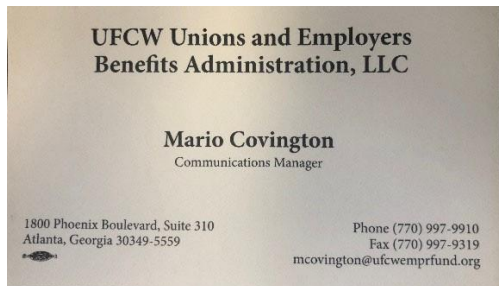 UFCW Unions and Employers
Benefits Administration, LLC
Mario Covington
Communications Manager
1800 Phoenix Boulevard, Suite 310
Atlanta, Georgia 30349-5559
Phone (770) 997-9910
Fax (770) 997-9319
mcovington@ufcwemprfund.org